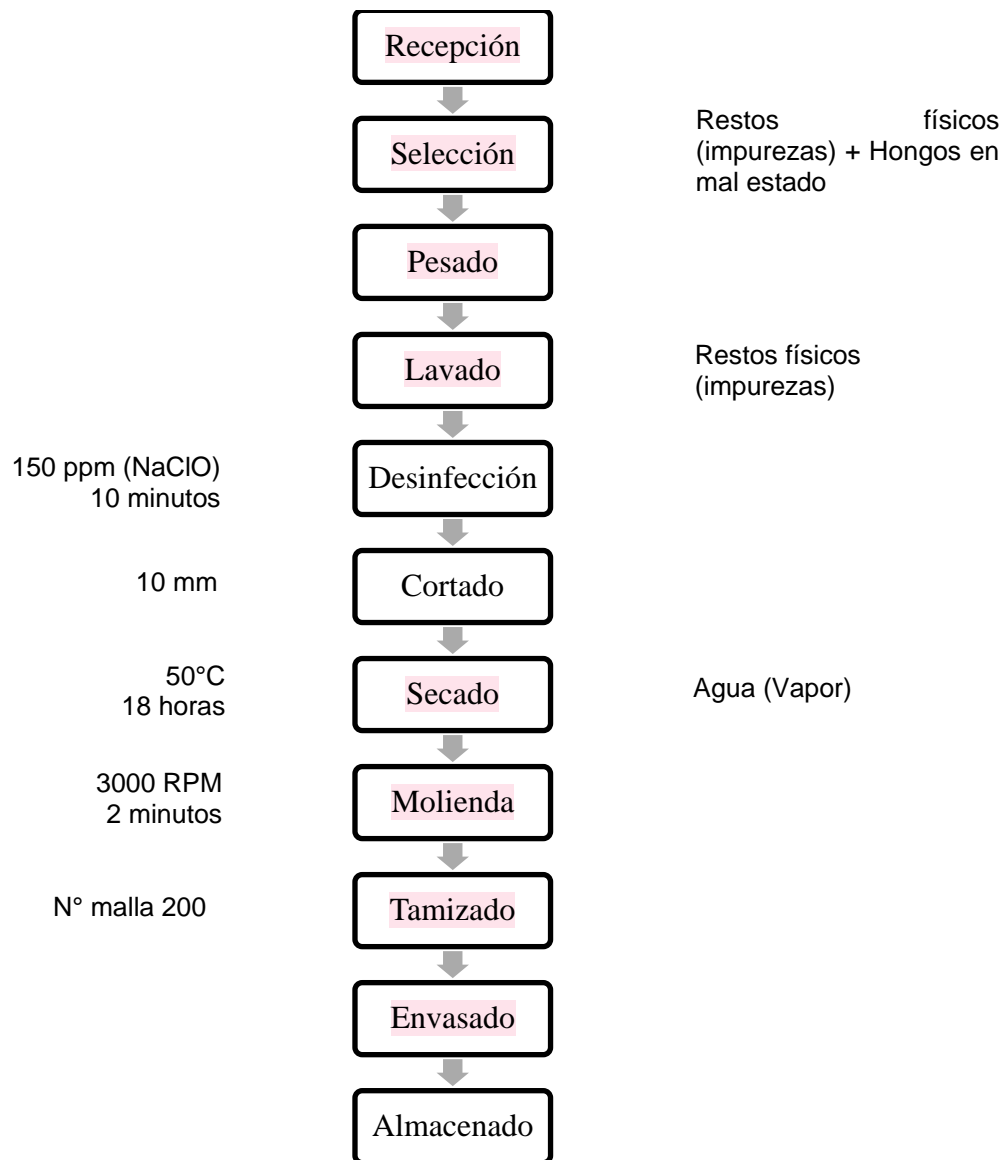 Recepción
Selección
Restos físicos
(impurezas) + Hongos en
mal estado
Pesado
Lavado
Restos físicos
(impurezas)
150 ppm (NaClO)
10 minutos
Desinfección
10 mm
Cortado
50°C
18 horas
Secado
Agua (Vapor)
3000 RPM
2 minutos
Molienda
N° malla 200
Tamizado
Envasado
Almacenado